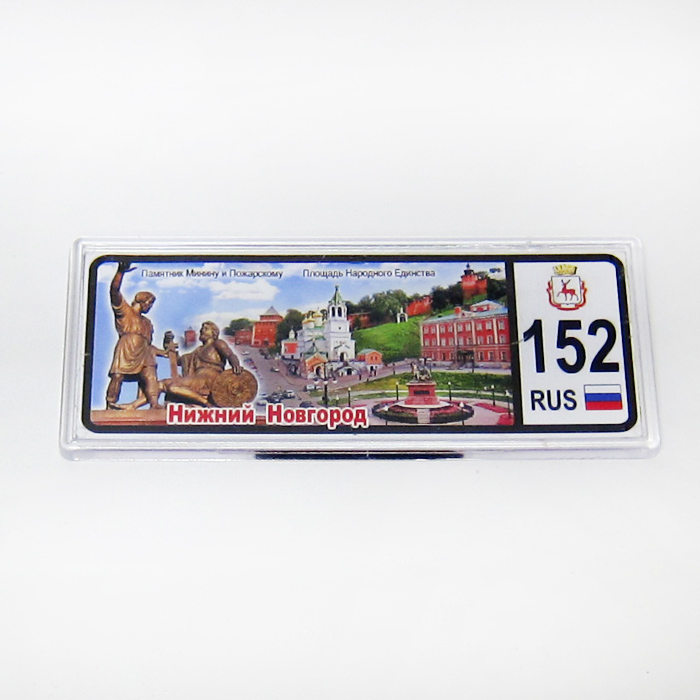 Памятник Минину и Пожарскому
Площадь Народного Единства
Нижний Новгород
152
RUS